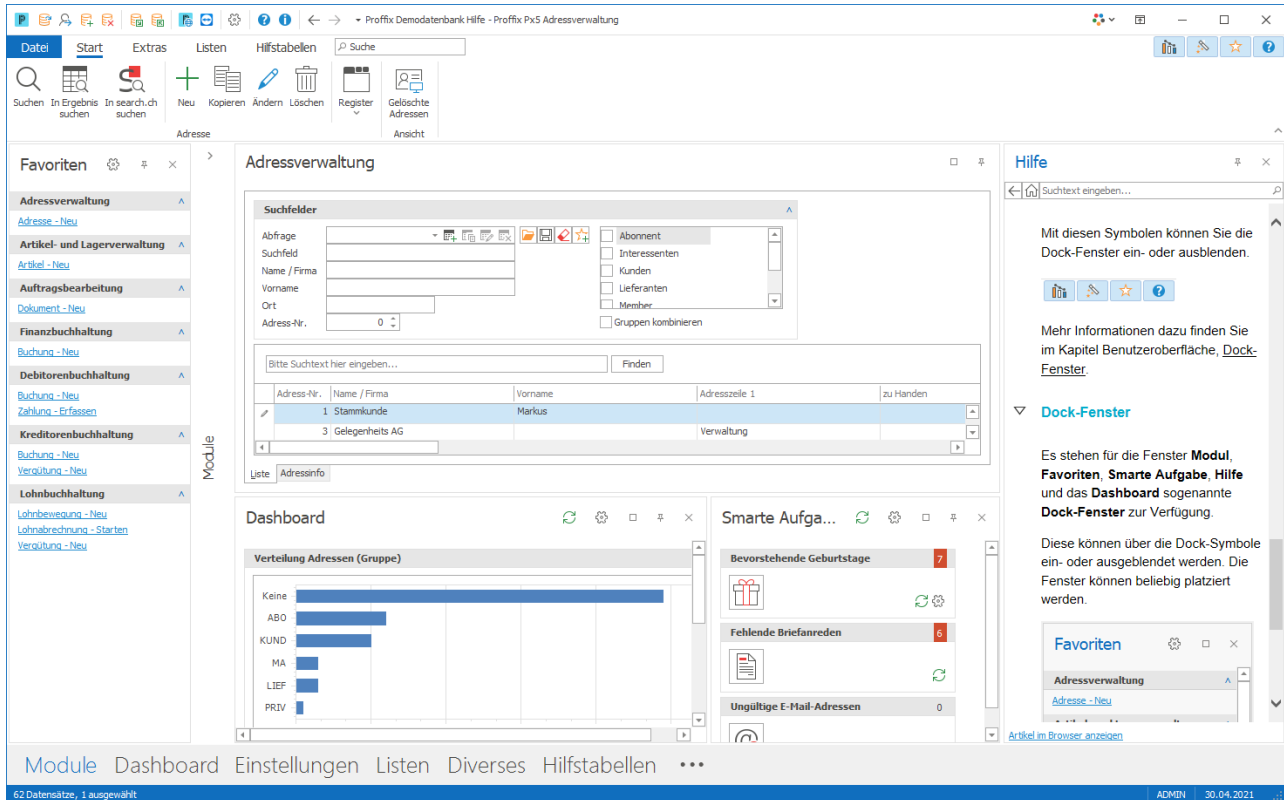 Proffix Demodatenbank Hilfe - Proffix Px5 Adressverwaltung
Datei Start Extras Listen Hilfstabellen Suche
Suchen In Ergebnis suchen In search.ch suchen Neu Kopieren Ändern Löschen Register Gelöschte Adressen
Adresse Ansicht
Favoriten
Adressverwaltung
Adresse - Neu
Artikel- und Lagerverwaltung
Artikel - Neu
Auftragsbearbeitung
Dokument - Neu
Finanzbuchhaltung
Buchung - Neu
Debitorenbuchhaltung
Buchung - Neu
Zahlung - Erfassen
Kreditorenbuchhaltung
Buchung - Neu
Vergütung - Neu
Lohnbuchhaltung
Lohnbewegung - Neu
Lohnabrechnung - Starten
Vergütung - Neu
Module
Adressverwaltung
Suchfelder
Abfrage
Suchfeld
Name / Firma
Vorname
Ort
Adress-Nr. 0
Abonnent
Interessenten
Kunden
Lieferanten
Member
Gruppen kombinieren
Bitte Suchtext hier eingeben... Finden
Adress-Nr. Name / Firma Vorname Adresszeile 1 zu Handen
1 Stammkunde Markus
3 Gelegenheits AG Verwaltung
Liste Adressinfo
Dashboard
Verteilung Adressen (Gruppe)
Keine
ABO
KUND
MA
LIEF
PRIV
Smarte Aufga...
Bevorstehende Geburtstage 7
Fehlende Briefanreden 6
Ungültige E-Mail-Adressen 0
Hilfe
Suchtext eingeben...
Mit diesen Symbolen können Sie die
Dock-Fenster ein- oder ausblenden.
Mehr Informationen dazu finden Sie
im Kapitel Benutzeroberfläche, Dock-
Fenster.
Dock-Fenster
Es stehen für die Fenster Modul,
Favoriten, Smarte Aufgabe, Hilfe
und das Dashboard sogenannte
Dock-Fenster zur Verfügung.
Diese können über die Dock-Symbole
ein- oder ausgeblendet werden. Die
Fenster können beliebig platziert
werden.
Favoriten
Adressverwaltung
Adresse - Neu
Artikel im Browser anzeigen
Module Dashboard Einstellungen Listen Diverses Hilfstabellen •••
62 Datensätze, 1 ausgewählt ADMIN 30.04.2021